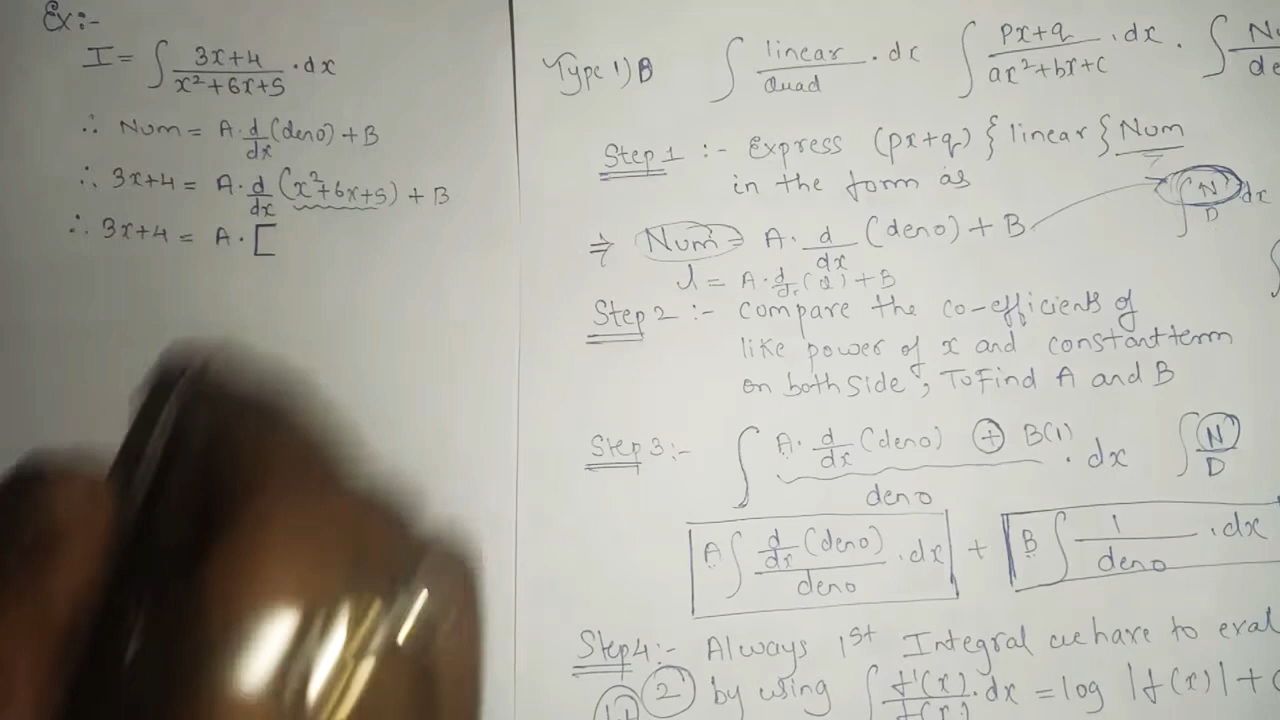 Ex:-
I = ∫ 3x+4 / x²+6x+5 · dx
∴ Num = A · d/dx (deno) + B
∴ 3x+4 = A · d/dx (x²+6x+5) + B
∴ 3x+4 = A · [
Type 1) B ∫ linear / Quad · dx ∫ px+q / ax²+bx+c · dx · ∫
Step 1 :- Express (px+q) {linear} Num
in the form as
∫ N / D dx
⇒ Num = A · d/dx (deno) + B
Step 2 :- Compare the co-efficients of
like power of x and constant term
on both side, To Find A and B
Step 3 :- ∫ A · d/dx (deno) + B(1) / deno · dx ∫ N / D
A ∫ d/dx (deno) / deno · dx + B ∫ 1 / deno · dx
Step 4 :- Always 1st Integral we have to
2 by using ∫ f'(x) / f(x) · dx = log |f(x)| +